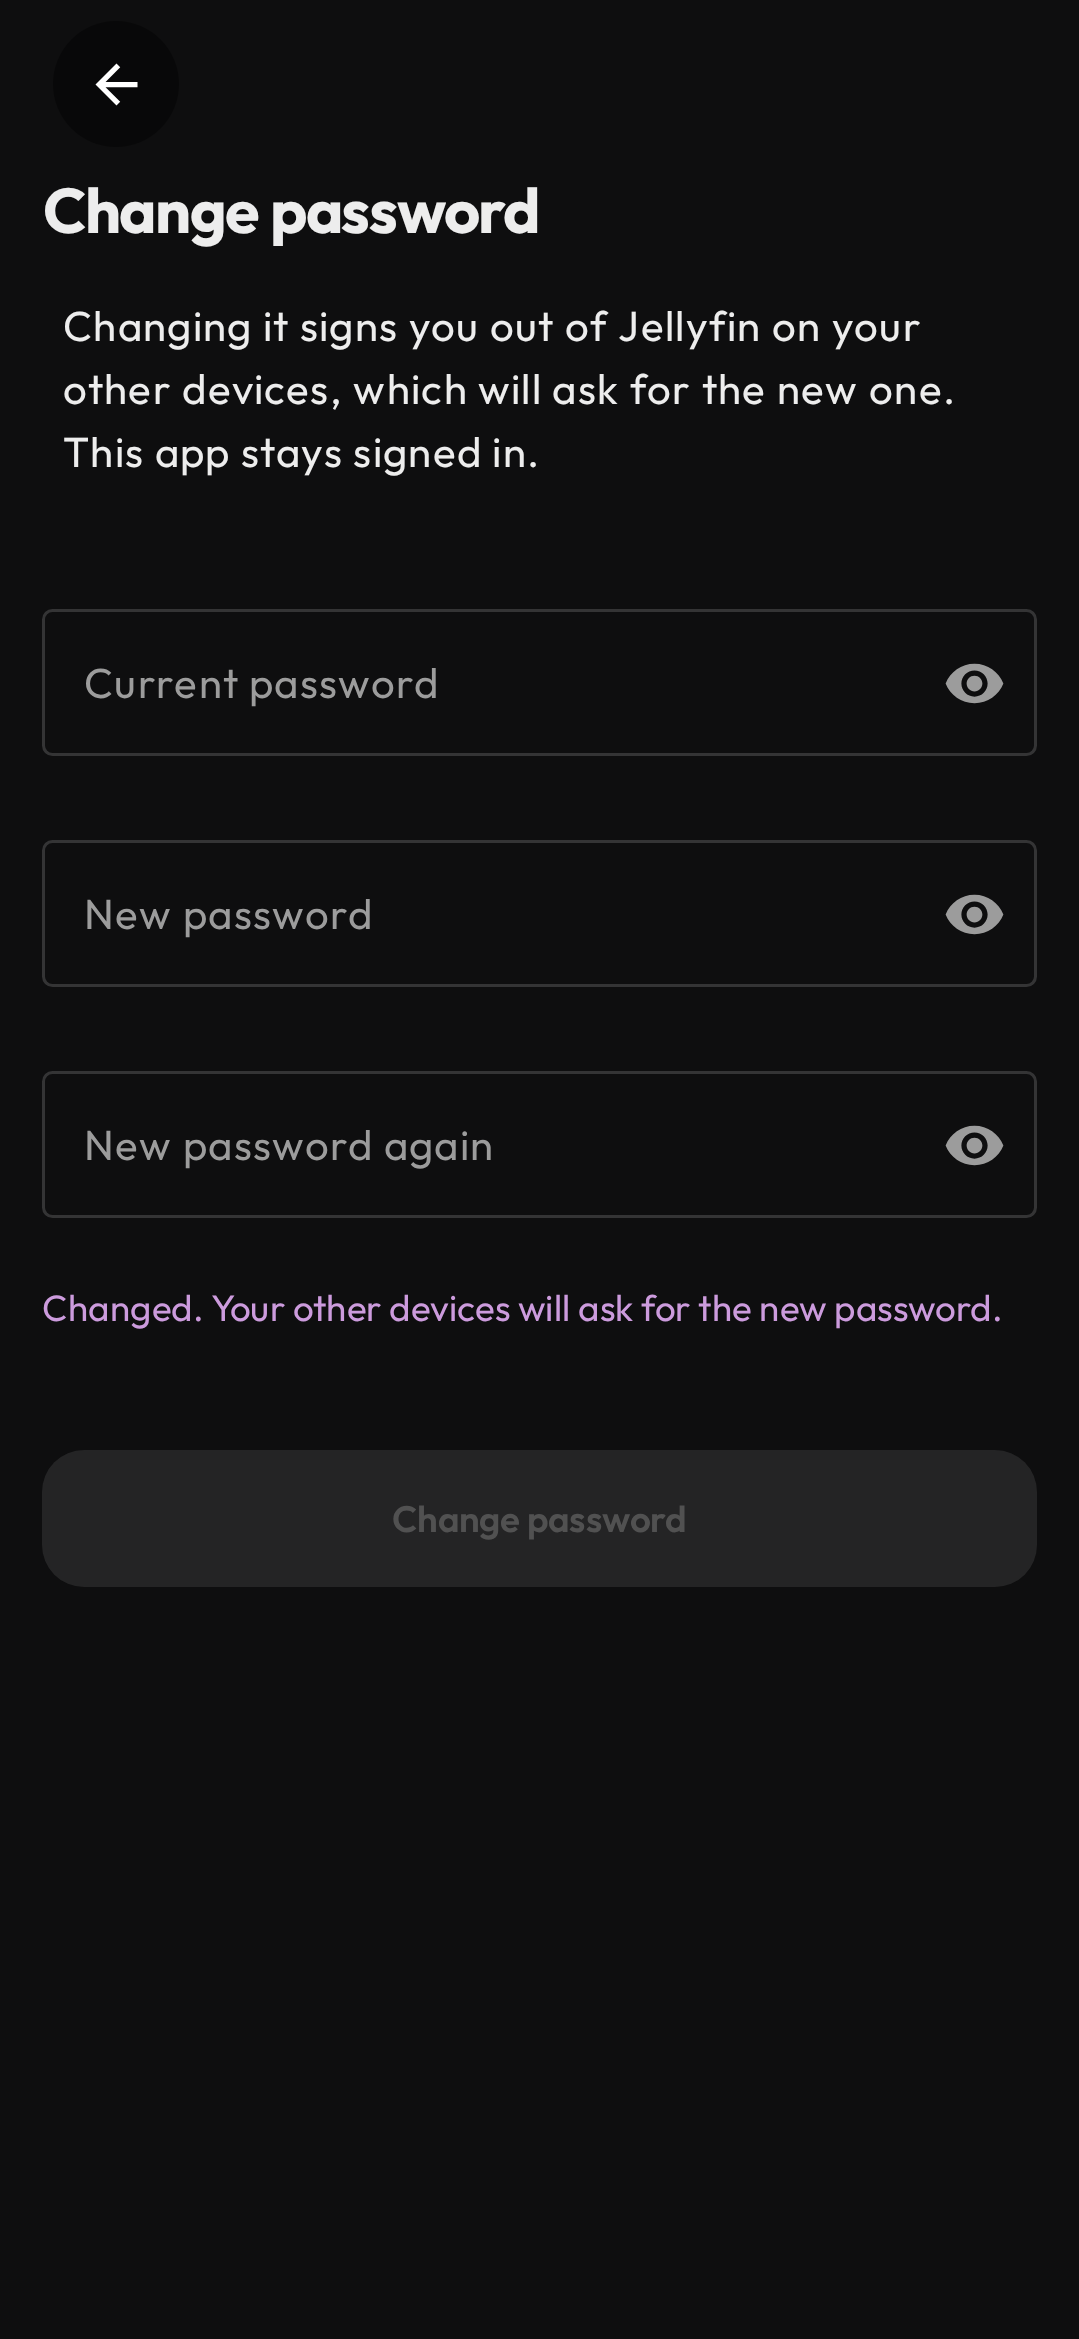 Change password
Changing it signs you out of Jellyfin on your
other devices, which will ask for the new one.
This app stays signed in.
Current password
New password
New password again
Changed. Your other devices will ask for the new password.
Change password